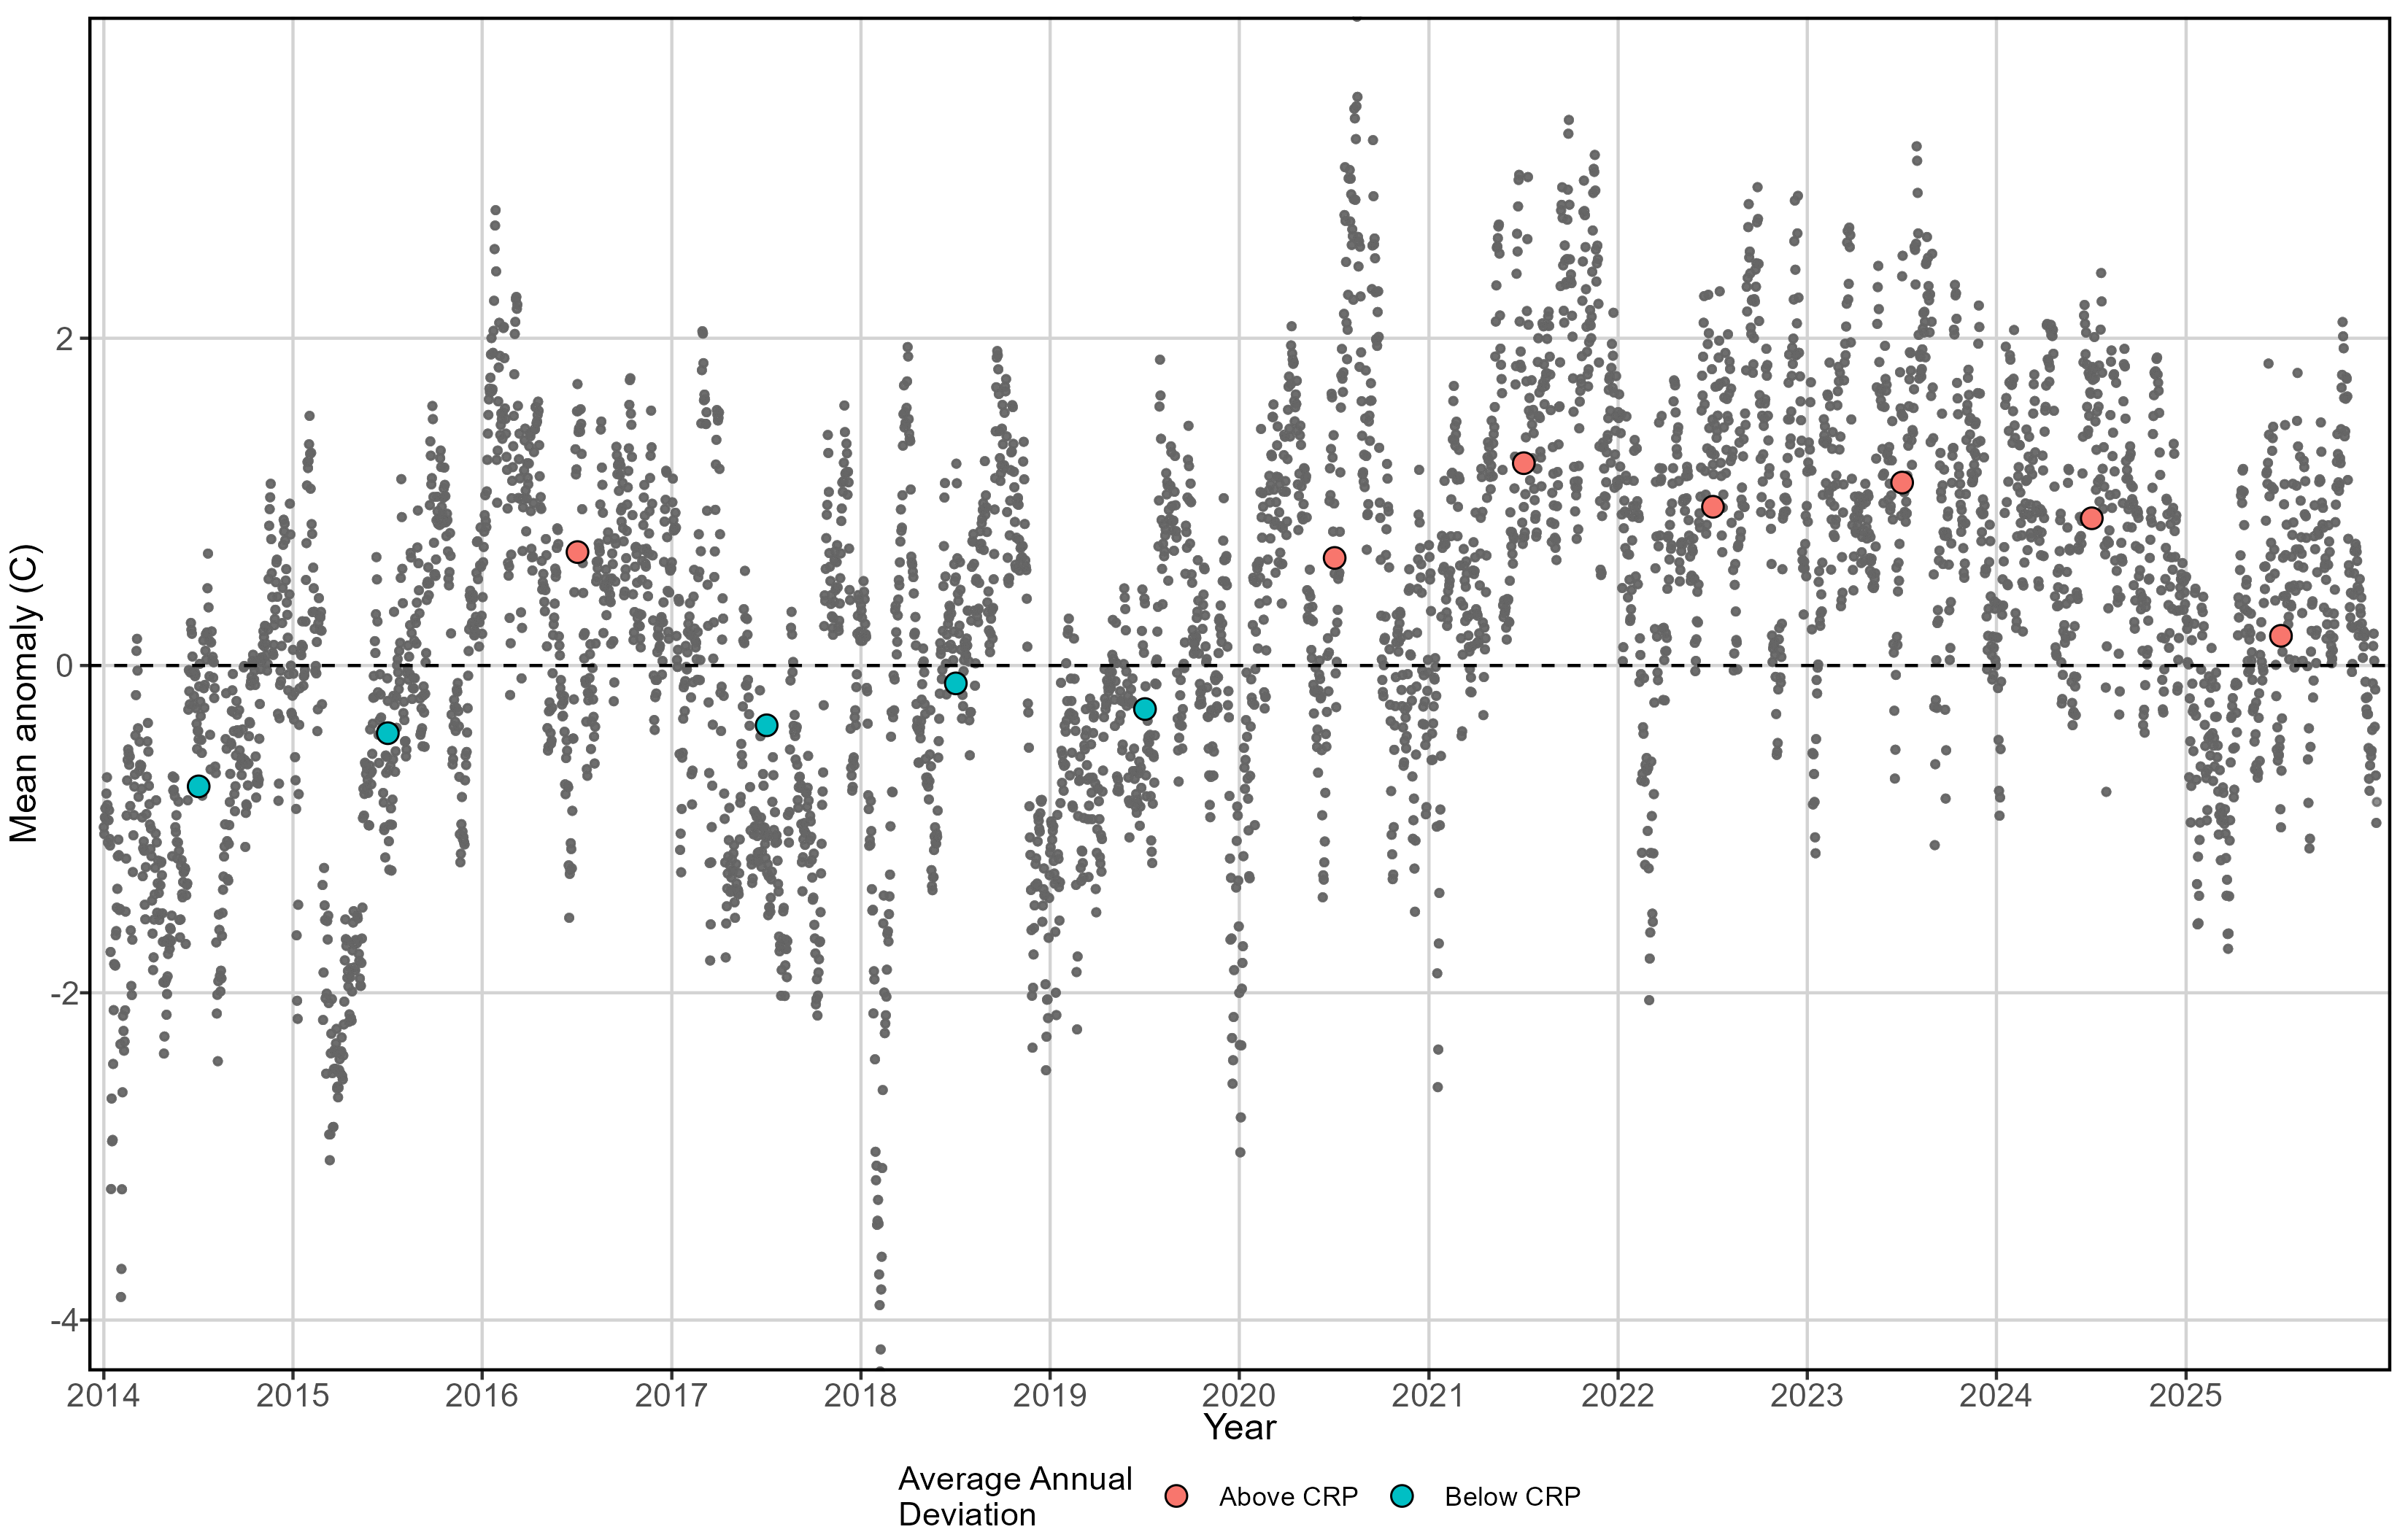 Mean anomaly (C)
2
0
-2
-4
2014 2015 2016 2017 2018 2019 2020 2021 2022 2023 2024 2025
Year
Average Annual
Deviation
Above CRP Below CRP